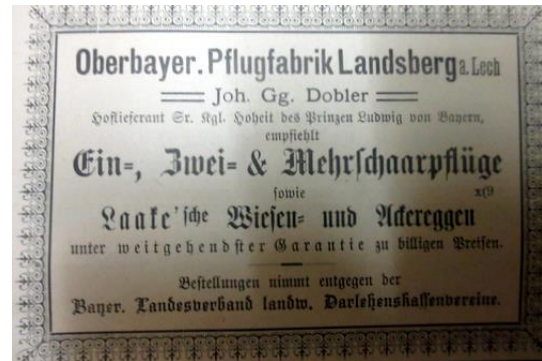 Oberbayer. Pflugfabrik Landsberg a. Lech
Joh. Gg. Dobler
Hoflieferant Sr. Kgl. Hoheit des Prinzen Ludwig von Bayern,
empfiehlt
Ein-, Zwei- & Mehrschaarpflüge
sowie x(9
Laake'sche Wiesen- und Ackereggen
unter weitgehendster Garantie zu billigen Preisen.
Bestellungen nimmt entgegen der
Bayer. Landesverband landw. Darlehenskassenvereine.